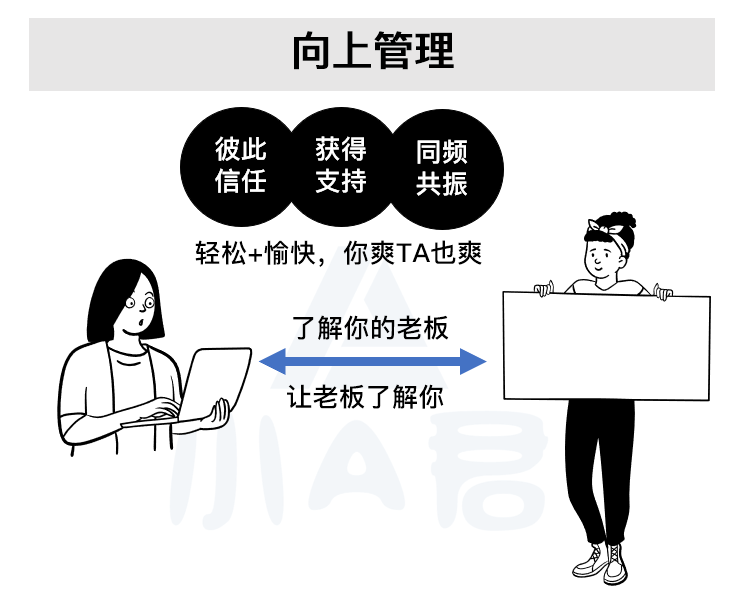 向上管理
彼此
信任
获得
支持
同频
共振
轻松+愉快，你爽TA也爽
了解你的老板
让老板了解你
小A君